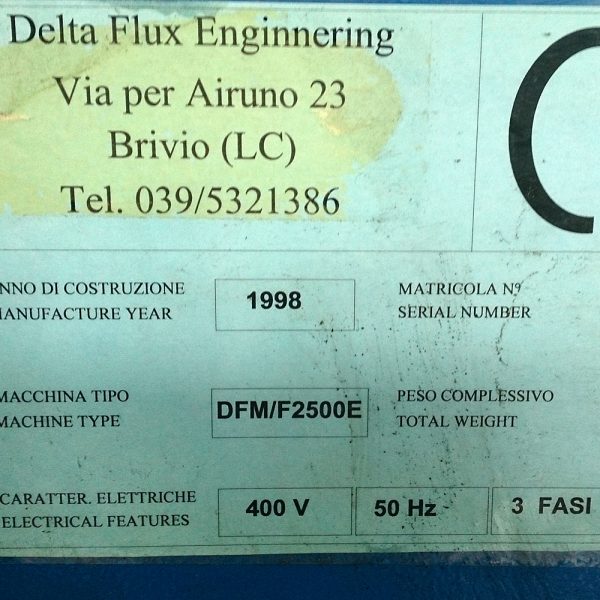 Delta Flux Enginnering
Via per Airuno 23
Brivio (LC)
Tel. 039/5321386
NNO DI COSTRUZIONE
MANUFACTURE YEAR
1998
MATRICOLA N°
SERIAL NUMBER
MACCHINA TIPO
MACHINE TYPE
DFM/F2500E
PESO COMPLESSIVO
TOTAL WEIGHT
CARATTER. ELETTRICHE
ELECTRICAL FEATURES
400 V
50 Hz
3 FASI